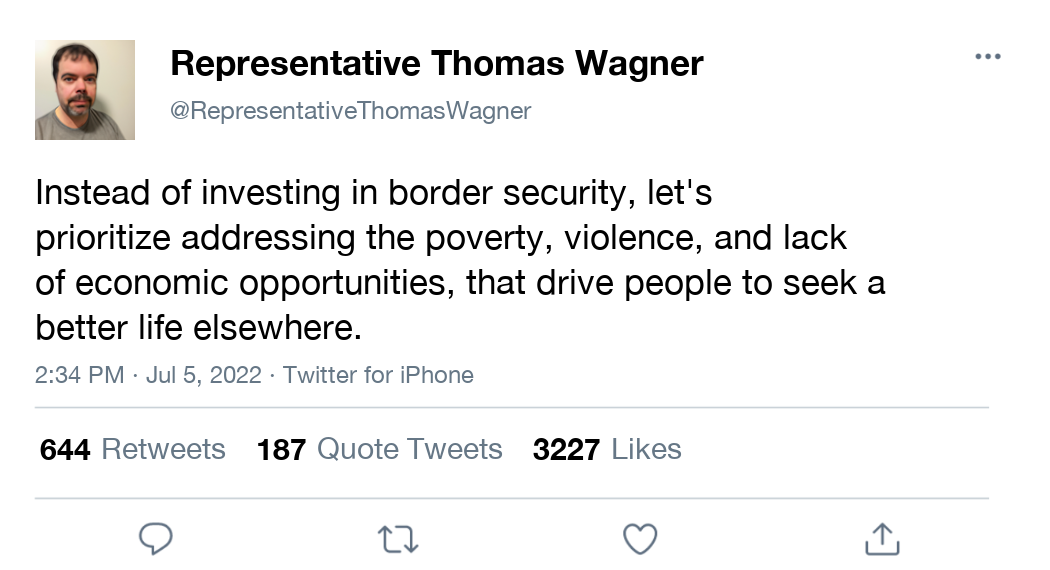 Representative Thomas Wagner
@RepresentativeThomasWagner
Instead of investing in border security, let's
prioritize addressing the poverty, violence, and lack
of economic opportunities, that drive people to seek a
better life elsewhere.
2:34 PM · Jul 5, 2022 · Twitter for iPhone
644 Retweets 187 Quote Tweets 3227 Likes